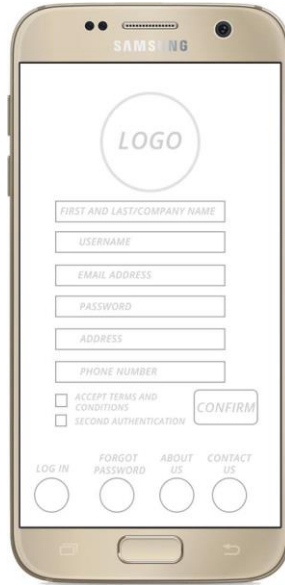 SAMSUNG
LOGO
FIRST AND LAST/COMPANY NAME
USERNAME
EMAIL ADDRESS
PASSWORD
ADDRESS
PHONE NUMBER
ACCEPT TERMS AND
CONDITIONS
SECOND AUTHENTICATION
CONFIRM
LOG IN
FORGOT
PASSWORD
ABOUT
US
CONTACT
US